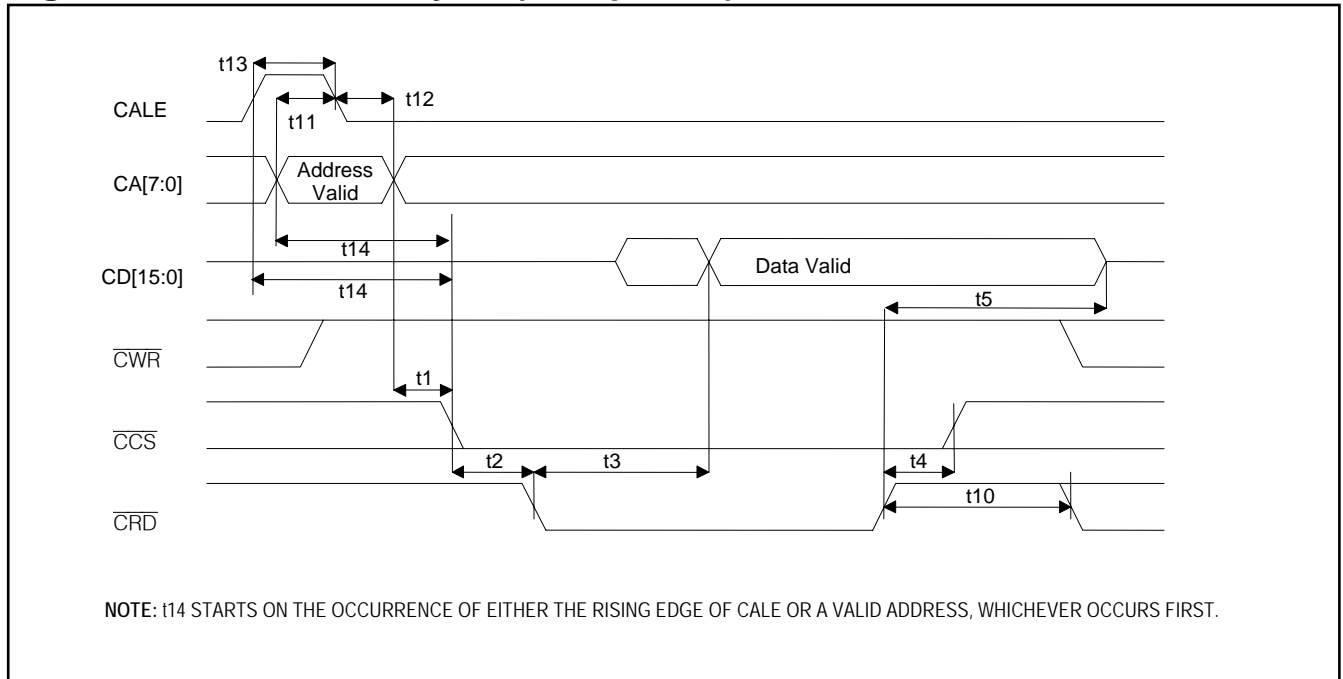 t13
t12
CALE
t11
CA[7:0]
Address
Valid
t14
CD[15:0]
Data Valid
t14
t5
CWR
t1
CCS
t2
t3
t4
t10
CRD
NOTE: t14 STARTS ON THE OCCURRENCE OF EITHER THE RISING EDGE OF CALE OR A VALID ADDRESS, WHICHEVER OCCURS FIRST.